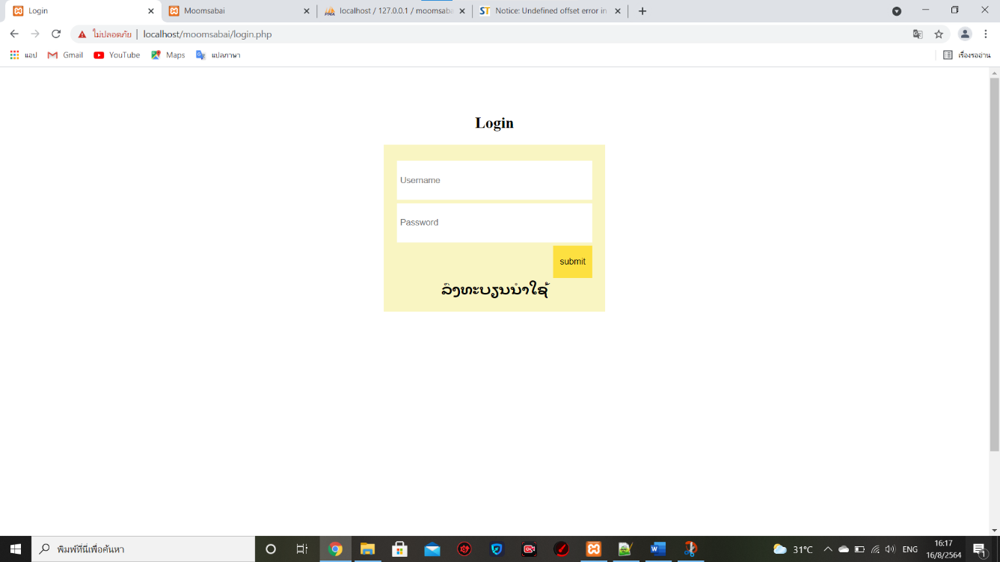 Login
Moomsabai
localhost / 127.0.0.1 / moomsaba
Notice: Undefined offset error in
ไม่ปลอดภัย | localhost/moomsabai/login.php
แอป Gmail YouTube Maps แปลภาษา เรื่องรออ่าน
Login
Username
Password
submit
ລົງທະບຽນນຳໃຊ້
พิมพ์ที่นี่เพื่อค้นหา
31°C ENG
16:17
16/8/2564